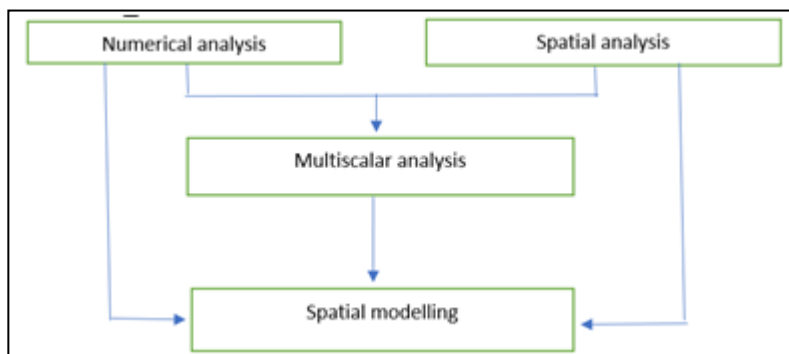 Numerical analysis
Spatial analysis
Multiscalar analysis
Spatial modelling